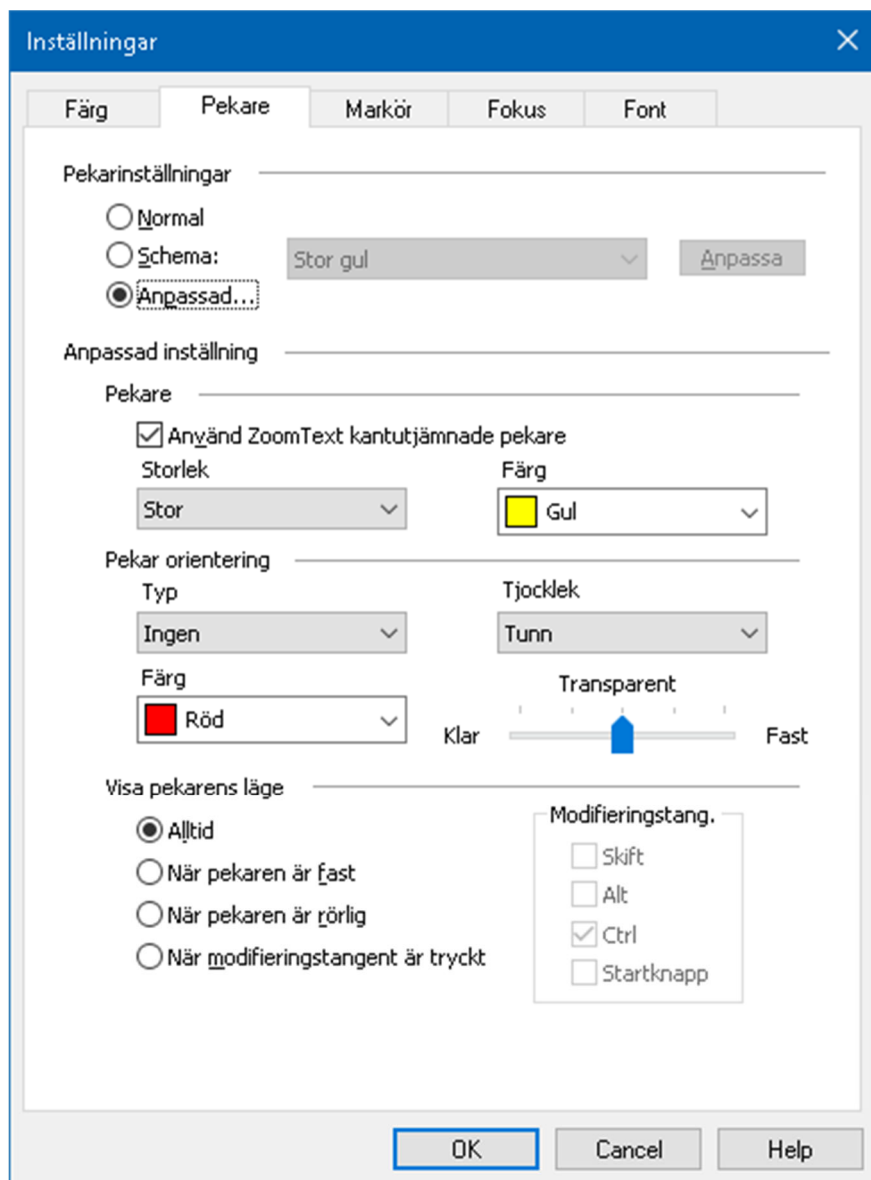 Inställningar
Färg Pekare Markör Fokus Font
Pekarinställningar
Normal
Schema: Stor gul Anpassa
Anpassad...
Anpassad inställning
Pekare
Använd ZoomText kantutjämnade pekare
Storlek Färg
Stor Gul
Pekar orientering
Typ Tjocklek
Ingen Tunn
Färg Transparent
Röd Klar Fast
Visa pekarens läge
Modifieringstang.
Alltid
Skift
När pekaren är fast
Alt
När pekaren är rörlig
Ctrl
När modifieringstangent är tryckt
Startknapp
OK Cancel Help